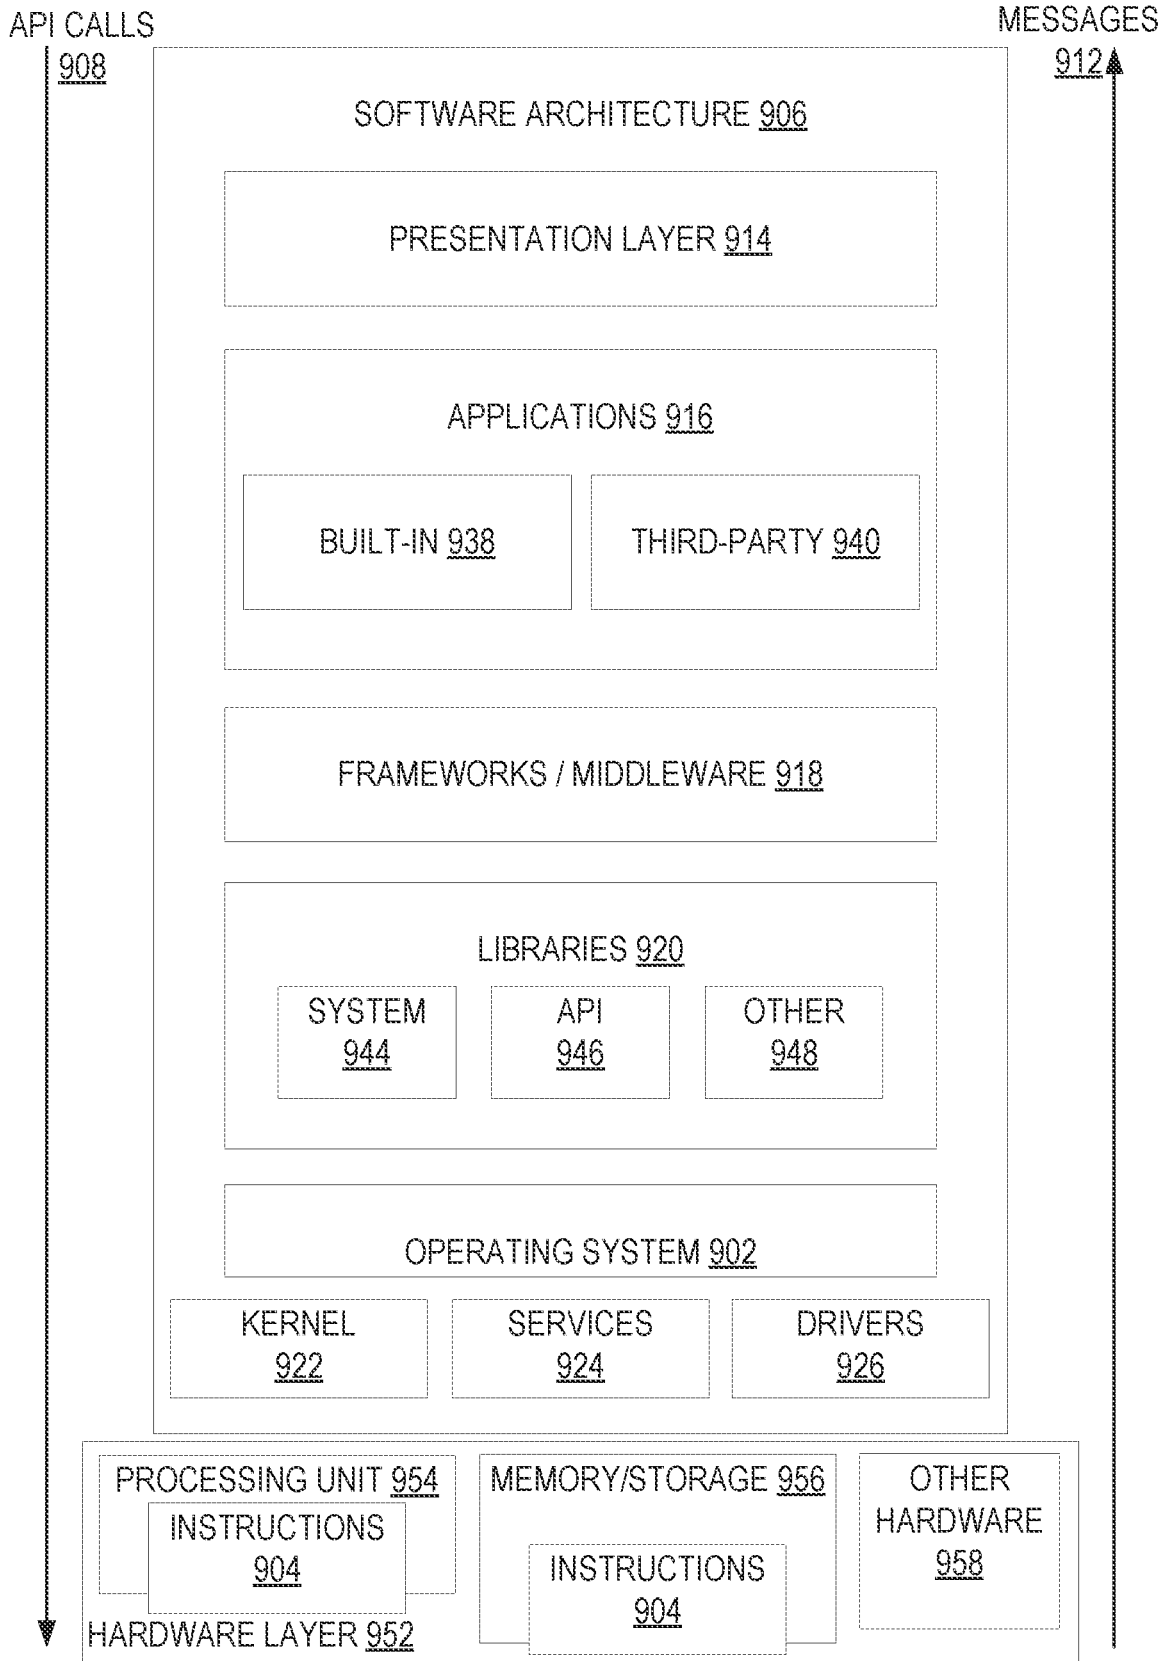 API CALLS
908
MESSAGES
912
SOFTWARE ARCHITECTURE 906
PRESENTATION LAYER 914
APPLICATIONS 916
BUILT-IN 938
THIRD-PARTY 940
FRAMEWORKS / MIDDLEWARE 918
LIBRARIES 920
SYSTEM
944
API
946
OTHER
948
OPERATING SYSTEM 902
KERNEL
922
SERVICES
924
DRIVERS
926
PROCESSING UNIT 954
INSTRUCTIONS
904
MEMORY/STORAGE 956
INSTRUCTIONS
904
OTHER
HARDWARE
958
HARDWARE LAYER 952